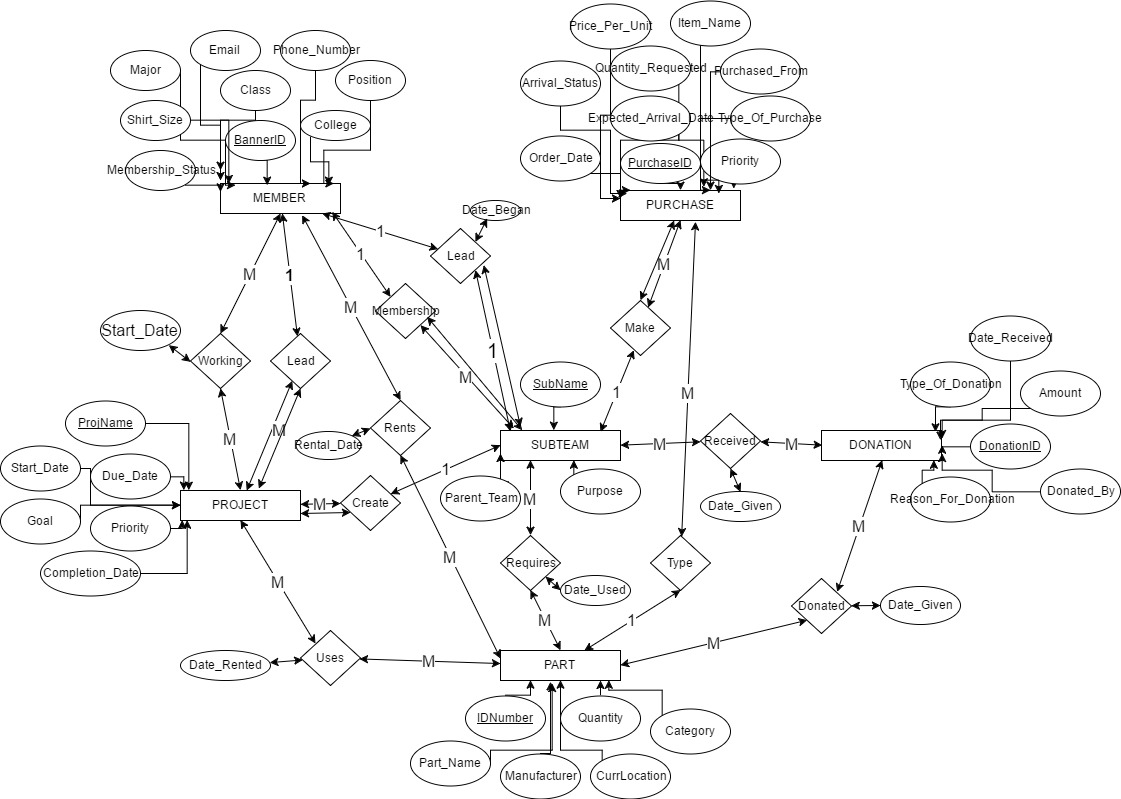 Price_Per_Unit
Item_Name
Email
Phone_Number
Major
Quantity_Requested
Purchased_From
Position
Class
Arrival_Status
Shirt_Size
College
Expected_Arrival_Date
Type_Of_Purchase
BannerID
Order_Date
PurchaseID
Priority
Membership_Status
MEMBER
PURCHASE
Date_Began
1
Lead
1
M
M
1
Membership
M
Make
Start_Date
Date_Received
1
M
Working
Lead
M
SubName
Type_Of_Donation
1
M
Amount
ProjName
M
M
Rents
Rental_Date
SUBTEAM
M
Received
M
DONATION
DonationID
Start_Date
Due_Date
1
Parent_Team
M
Purpose
Reason_For_Donation
Donated_By
PROJECT
M
Create
Date_Given
Goal
Priority
M
M
Completion_Date
M
Requires
Type
Date_Used
Donated
Date_Given
M
1
Uses
Date_Rented
M
PART
M
IDNumber
Quantity
Category
Part_Name
Manufacturer
CurrLocation